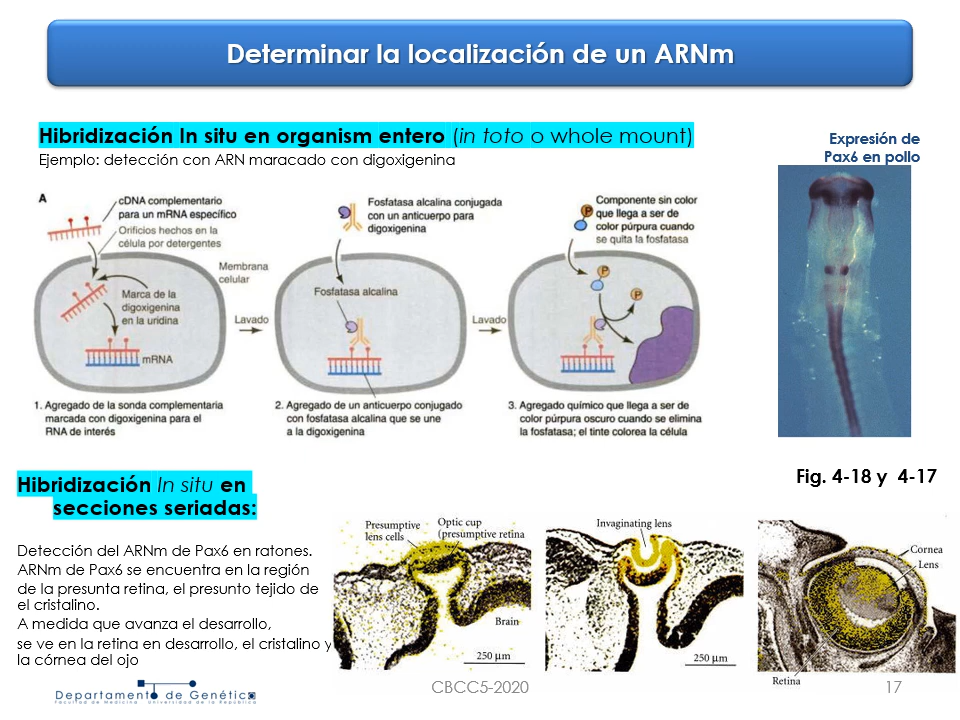 Determinar la localización de un ARNm
Hibridización In situ en organism entero (in toto o whole mount)
Ejemplo: detección con ARN maracado con digoxigenina
Expresión de
Pax6 en pollo
A
cDNA complementario
para un mRNA específico
Orificios hechos en la
célula por detergentes
Membrana
celular
Marca de la
digoxigenina
en la uridina
mRNA
Lavado
1. Agregado de la sonda complementaria
marcada con digoxigenina para el
RNA de interés
Fosfatasa alcalina conjugada
con un anticuerpo para
digoxigenina
Fosfatasa alcalina
Lavado
2. Agregado de un anticuerpo conjugado
con fosfatasa alcalina que se une
a la digoxigenina
Componente sin color
que llega a ser de
color púrpura cuando
se quita la fosfatasa
P
P
P
3. Agregado químico que llega a ser de
color púrpura oscuro cuando se elimina
la fosfatasa; el tinte colorea la célula
Fig. 4-18 y 4-17
Hibridización In situ en
secciones seriadas:
Detección del ARNm de Pax6 en ratones.
ARNm de Pax6 se encuentra en la región
de la presunta retina, el presunto tejido de
el cristalino.
A medida que avanza el desarrollo,
se ve en la retina en desarrollo, el cristalino y
la córnea del ojo
Presumptive
lens cells
Optic cup
(presumptive retina
Brain
250 µm
Invaginating lens
250 µm
Cornea
Lens
Retina
Departamento de Genética
Facultad de Medicina Universidad de la República
CBCC5-2020
17